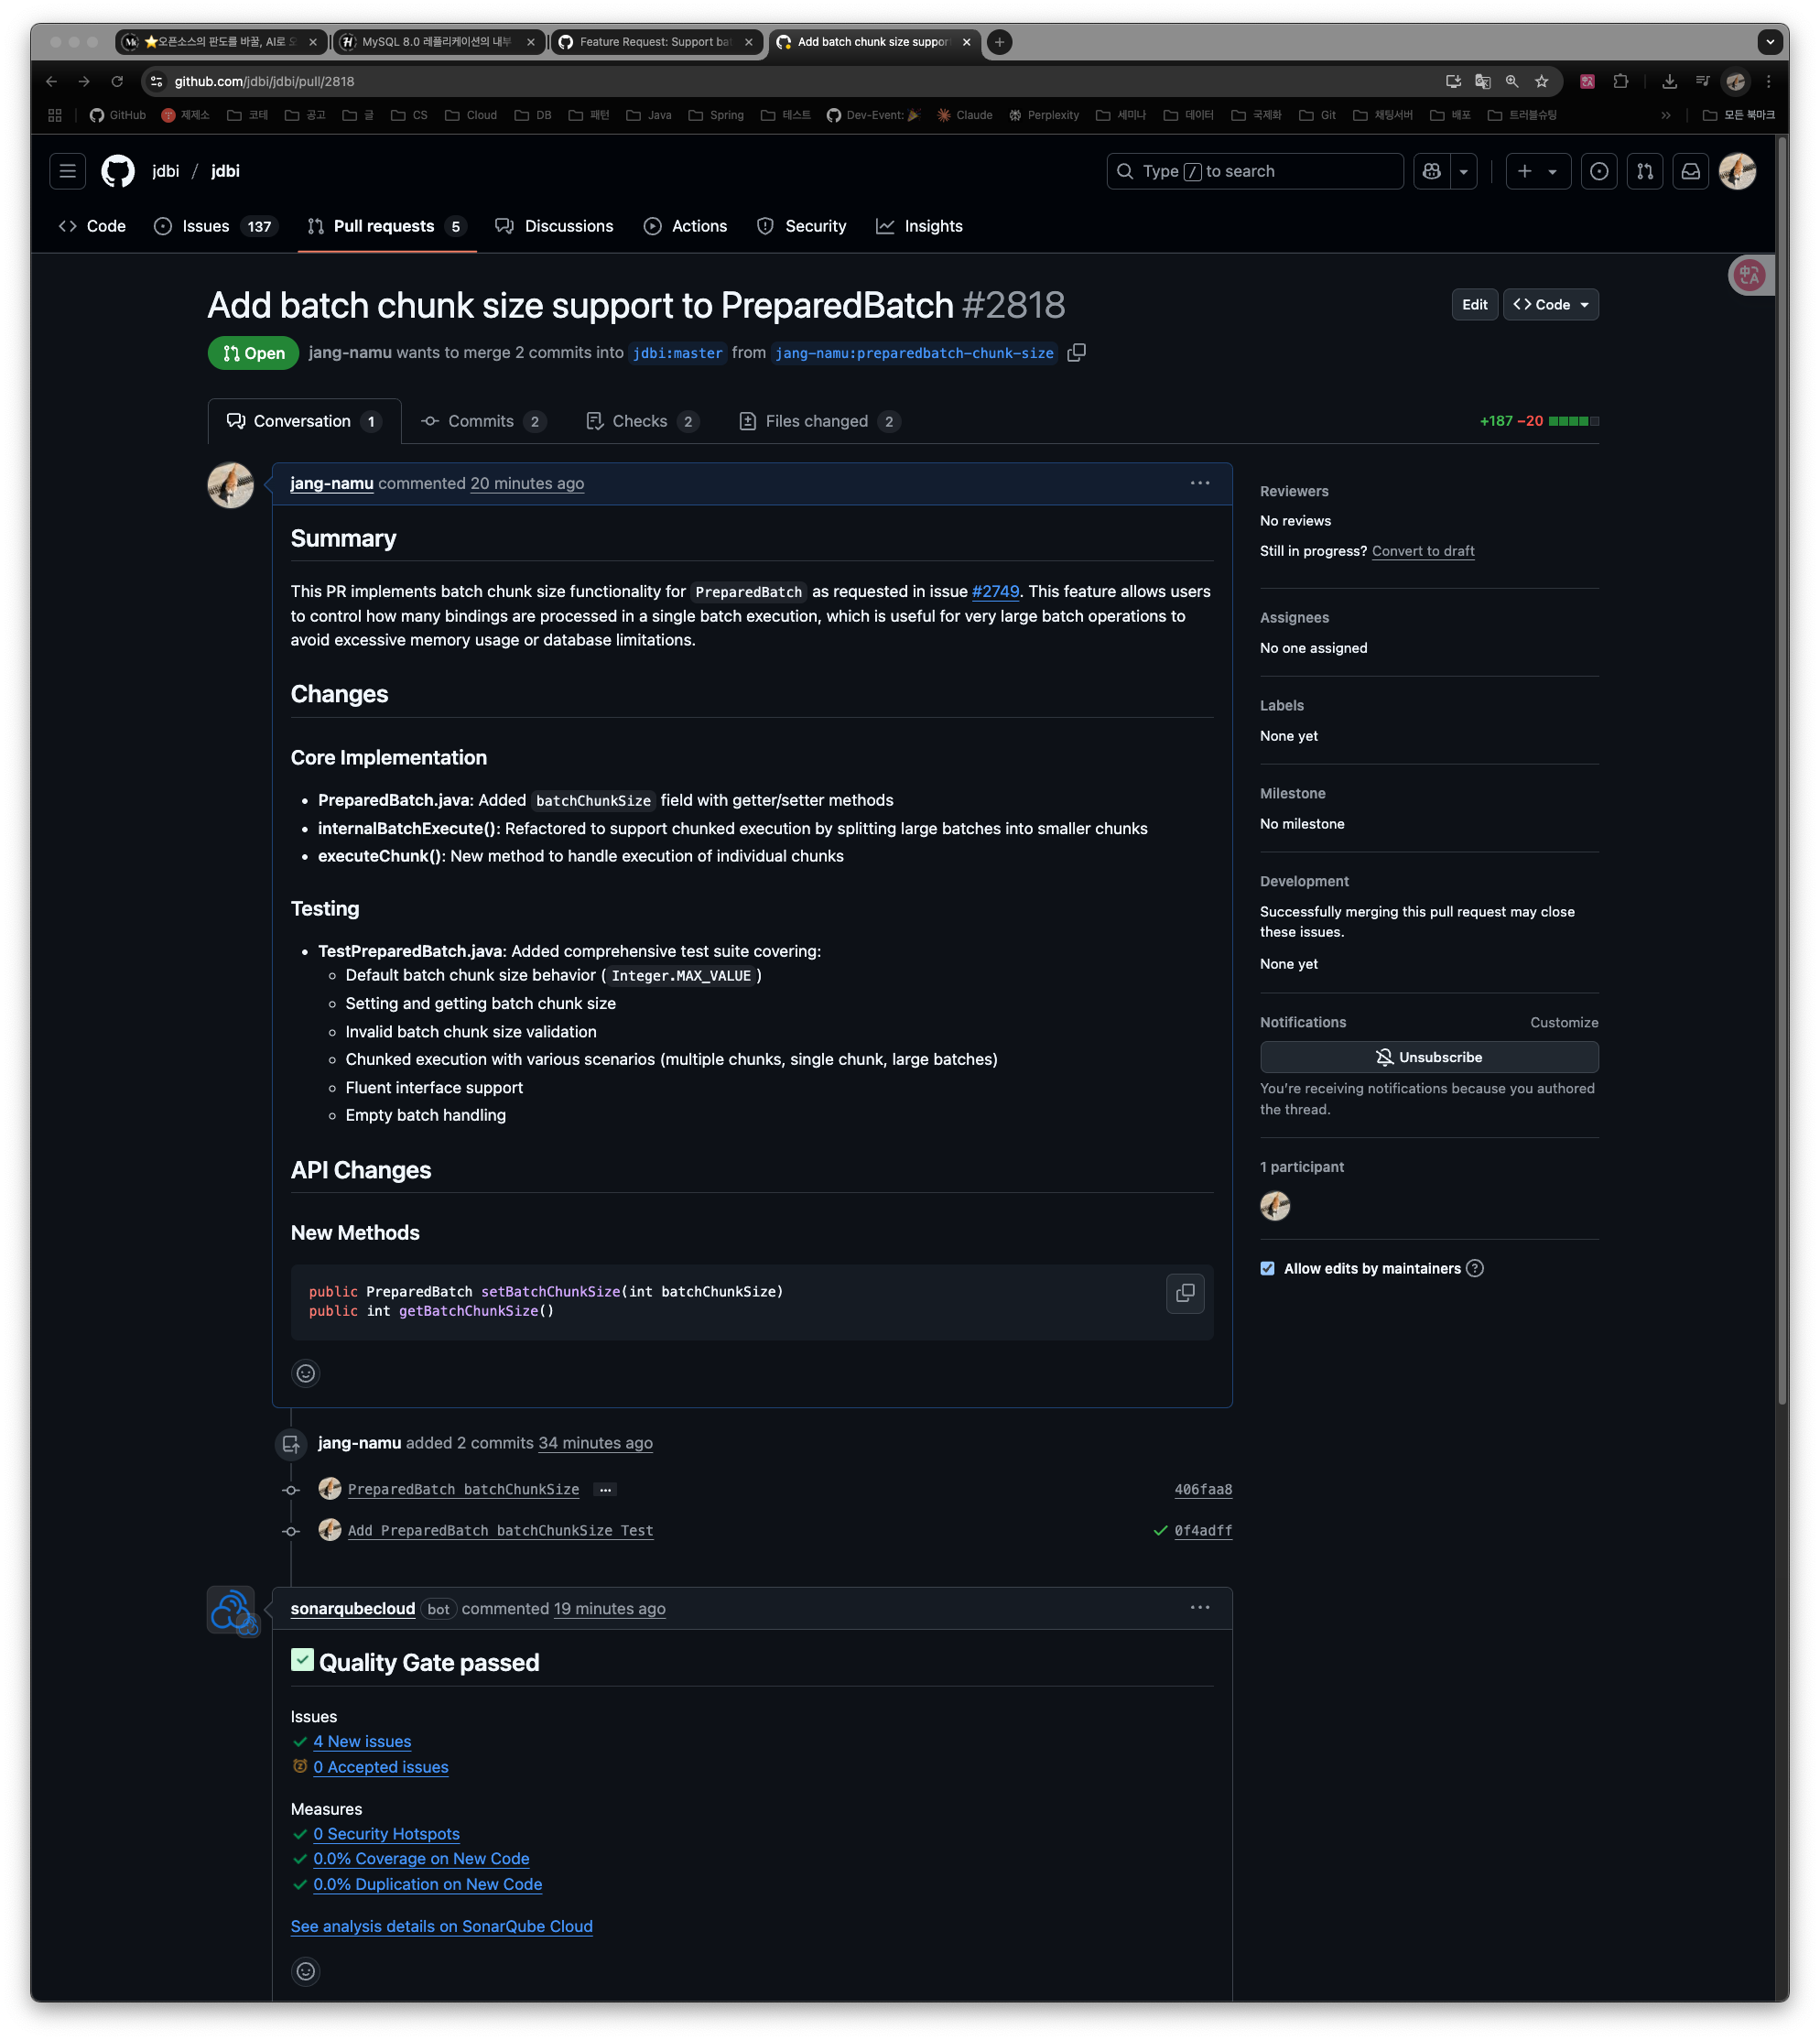 ⭐오픈소스의 판도를 바꿀, AI로 오
MySQL 8.0 레플리케이션의 내부
Feature Request: Support bat
Add batch chunk size suppor
github.com/jdbi/jdbi/pull/2818
GitHub
제제소
코테
공고
글
CS
Cloud
DB
패턴
Java
Spring
테스트
Dev-Event:🎉
Claude
Perplexity
세미나
데이터
국제화
Git
채팅서버
배포
트러블슈팅
»
모든 북마크
jdbi / jdbi
Type / to search
Code
Issues 137
Pull requests 5
Discussions
Actions
Security
Insights
Add batch chunk size support to PreparedBatch #2818
Edit
<> Code
Open
jang-namu wants to merge 2 commits into jdbi:master from jang-namu:preparedbatch-chunk-size
Conversation 1
Commits 2
Checks 2
Files changed 2
+187 −20
jang-namu commented 20 minutes ago
Summary
This PR implements batch chunk size functionality for PreparedBatch as requested in issue #2749. This feature allows users
to control how many bindings are processed in a single batch execution, which is useful for very large batch operations to
avoid excessive memory usage or database limitations.
Changes
Core Implementation
• PreparedBatch.java: Added batchChunkSize field with getter/setter methods
• internalBatchExecute(): Refactored to support chunked execution by splitting large batches into smaller chunks
• executeChunk(): New method to handle execution of individual chunks
Testing
• TestPreparedBatch.java: Added comprehensive test suite covering:
◦ Default batch chunk size behavior ( Integer.MAX_VALUE )
◦ Setting and getting batch chunk size
◦ Invalid batch chunk size validation
◦ Chunked execution with various scenarios (multiple chunks, single chunk, large batches)
◦ Fluent interface support
◦ Empty batch handling
API Changes
New Methods
public PreparedBatch setBatchChunkSize(int batchChunkSize)
public int getBatchChunkSize()
jang-namu added 2 commits 34 minutes ago
PreparedBatch batchChunkSize ...
406faa8
Add PreparedBatch batchChunkSize Test
0f4adff
sonarqubecloud bot commented 19 minutes ago
Quality Gate passed
Issues
4 New issues
0 Accepted issues
Measures
0 Security Hotspots
0.0% Coverage on New Code
0.0% Duplication on New Code
See analysis details on SonarQube Cloud
Reviewers
No reviews
Still in progress? Convert to draft
Assignees
No one assigned
Labels
None yet
Milestone
No milestone
Development
Successfully merging this pull request may close
these issues.
None yet
Notifications
Customize
Unsubscribe
You're receiving notifications because you authored
the thread.
1 participant
Allow edits by maintainers